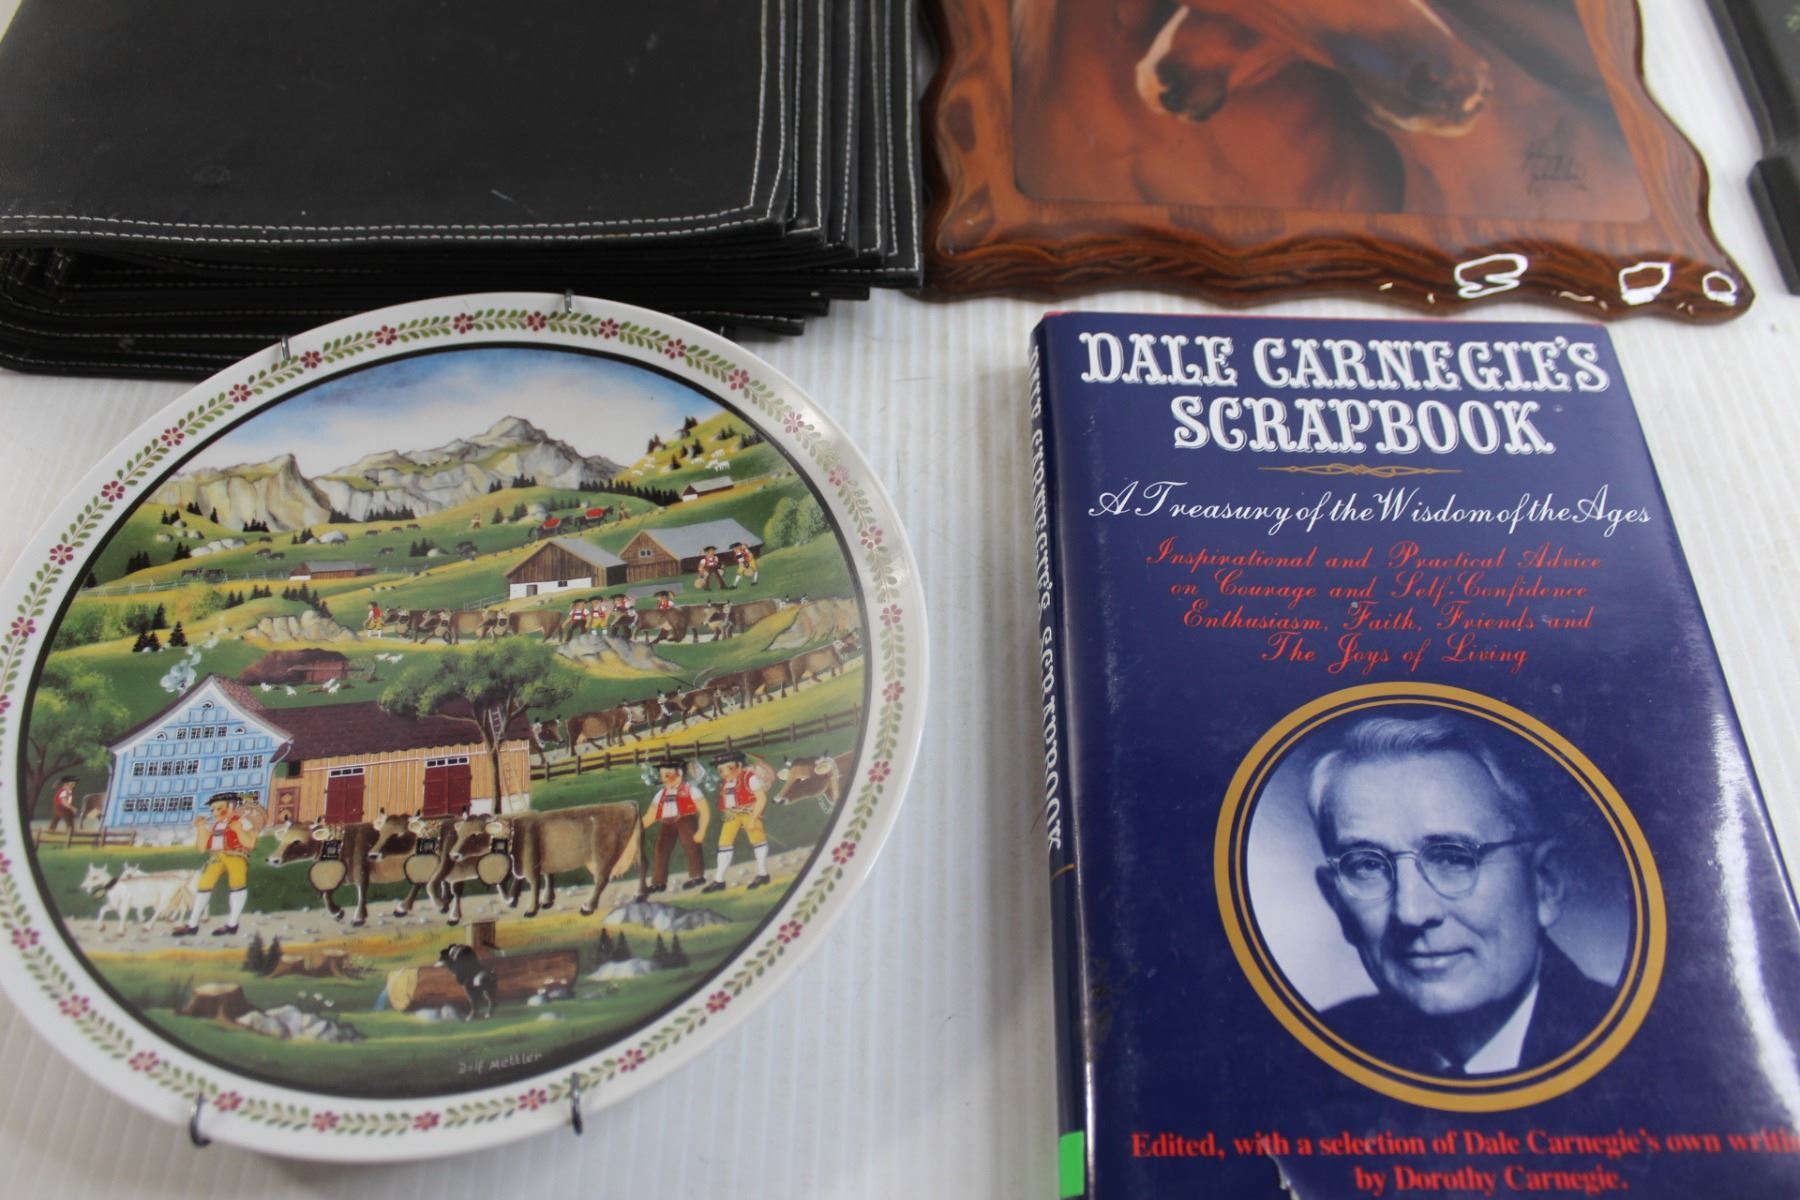 DALE CARNEGIE'S
SCRAPBOOK
A Treasury of the Wisdom of the Ages
Inspirational and Practical Advice
on Courage and Self-Confidence
Enthusiasm, Faith, Friends and
The Joys of Living
Edited, with a selection of Dale Carnegie's own
by Dorothy Carnegie.
DALE CARNEGIE'S SCRAPBOOK
Dolf Mettler